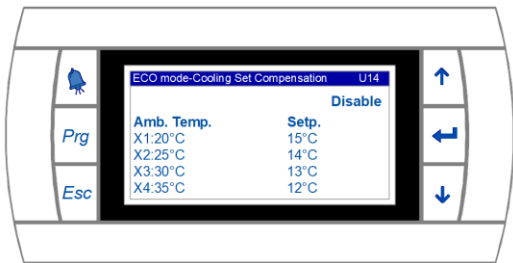 ECO mode-Cooling Set Compensation U14
Disable
Amb. Temp. Setp.
X1:20°C 15°C
X2:25°C 14°C
X3:30°C 13°C
X4:35°C 12°C
Prg
Esc